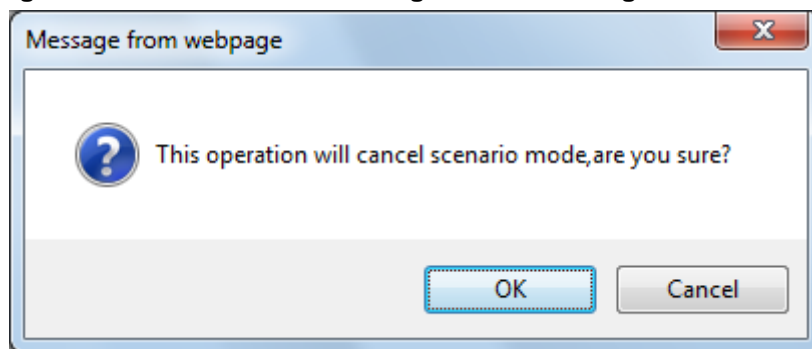 Message from webpage
This operation will cancel scenario mode,are you sure?
OK
Cancel